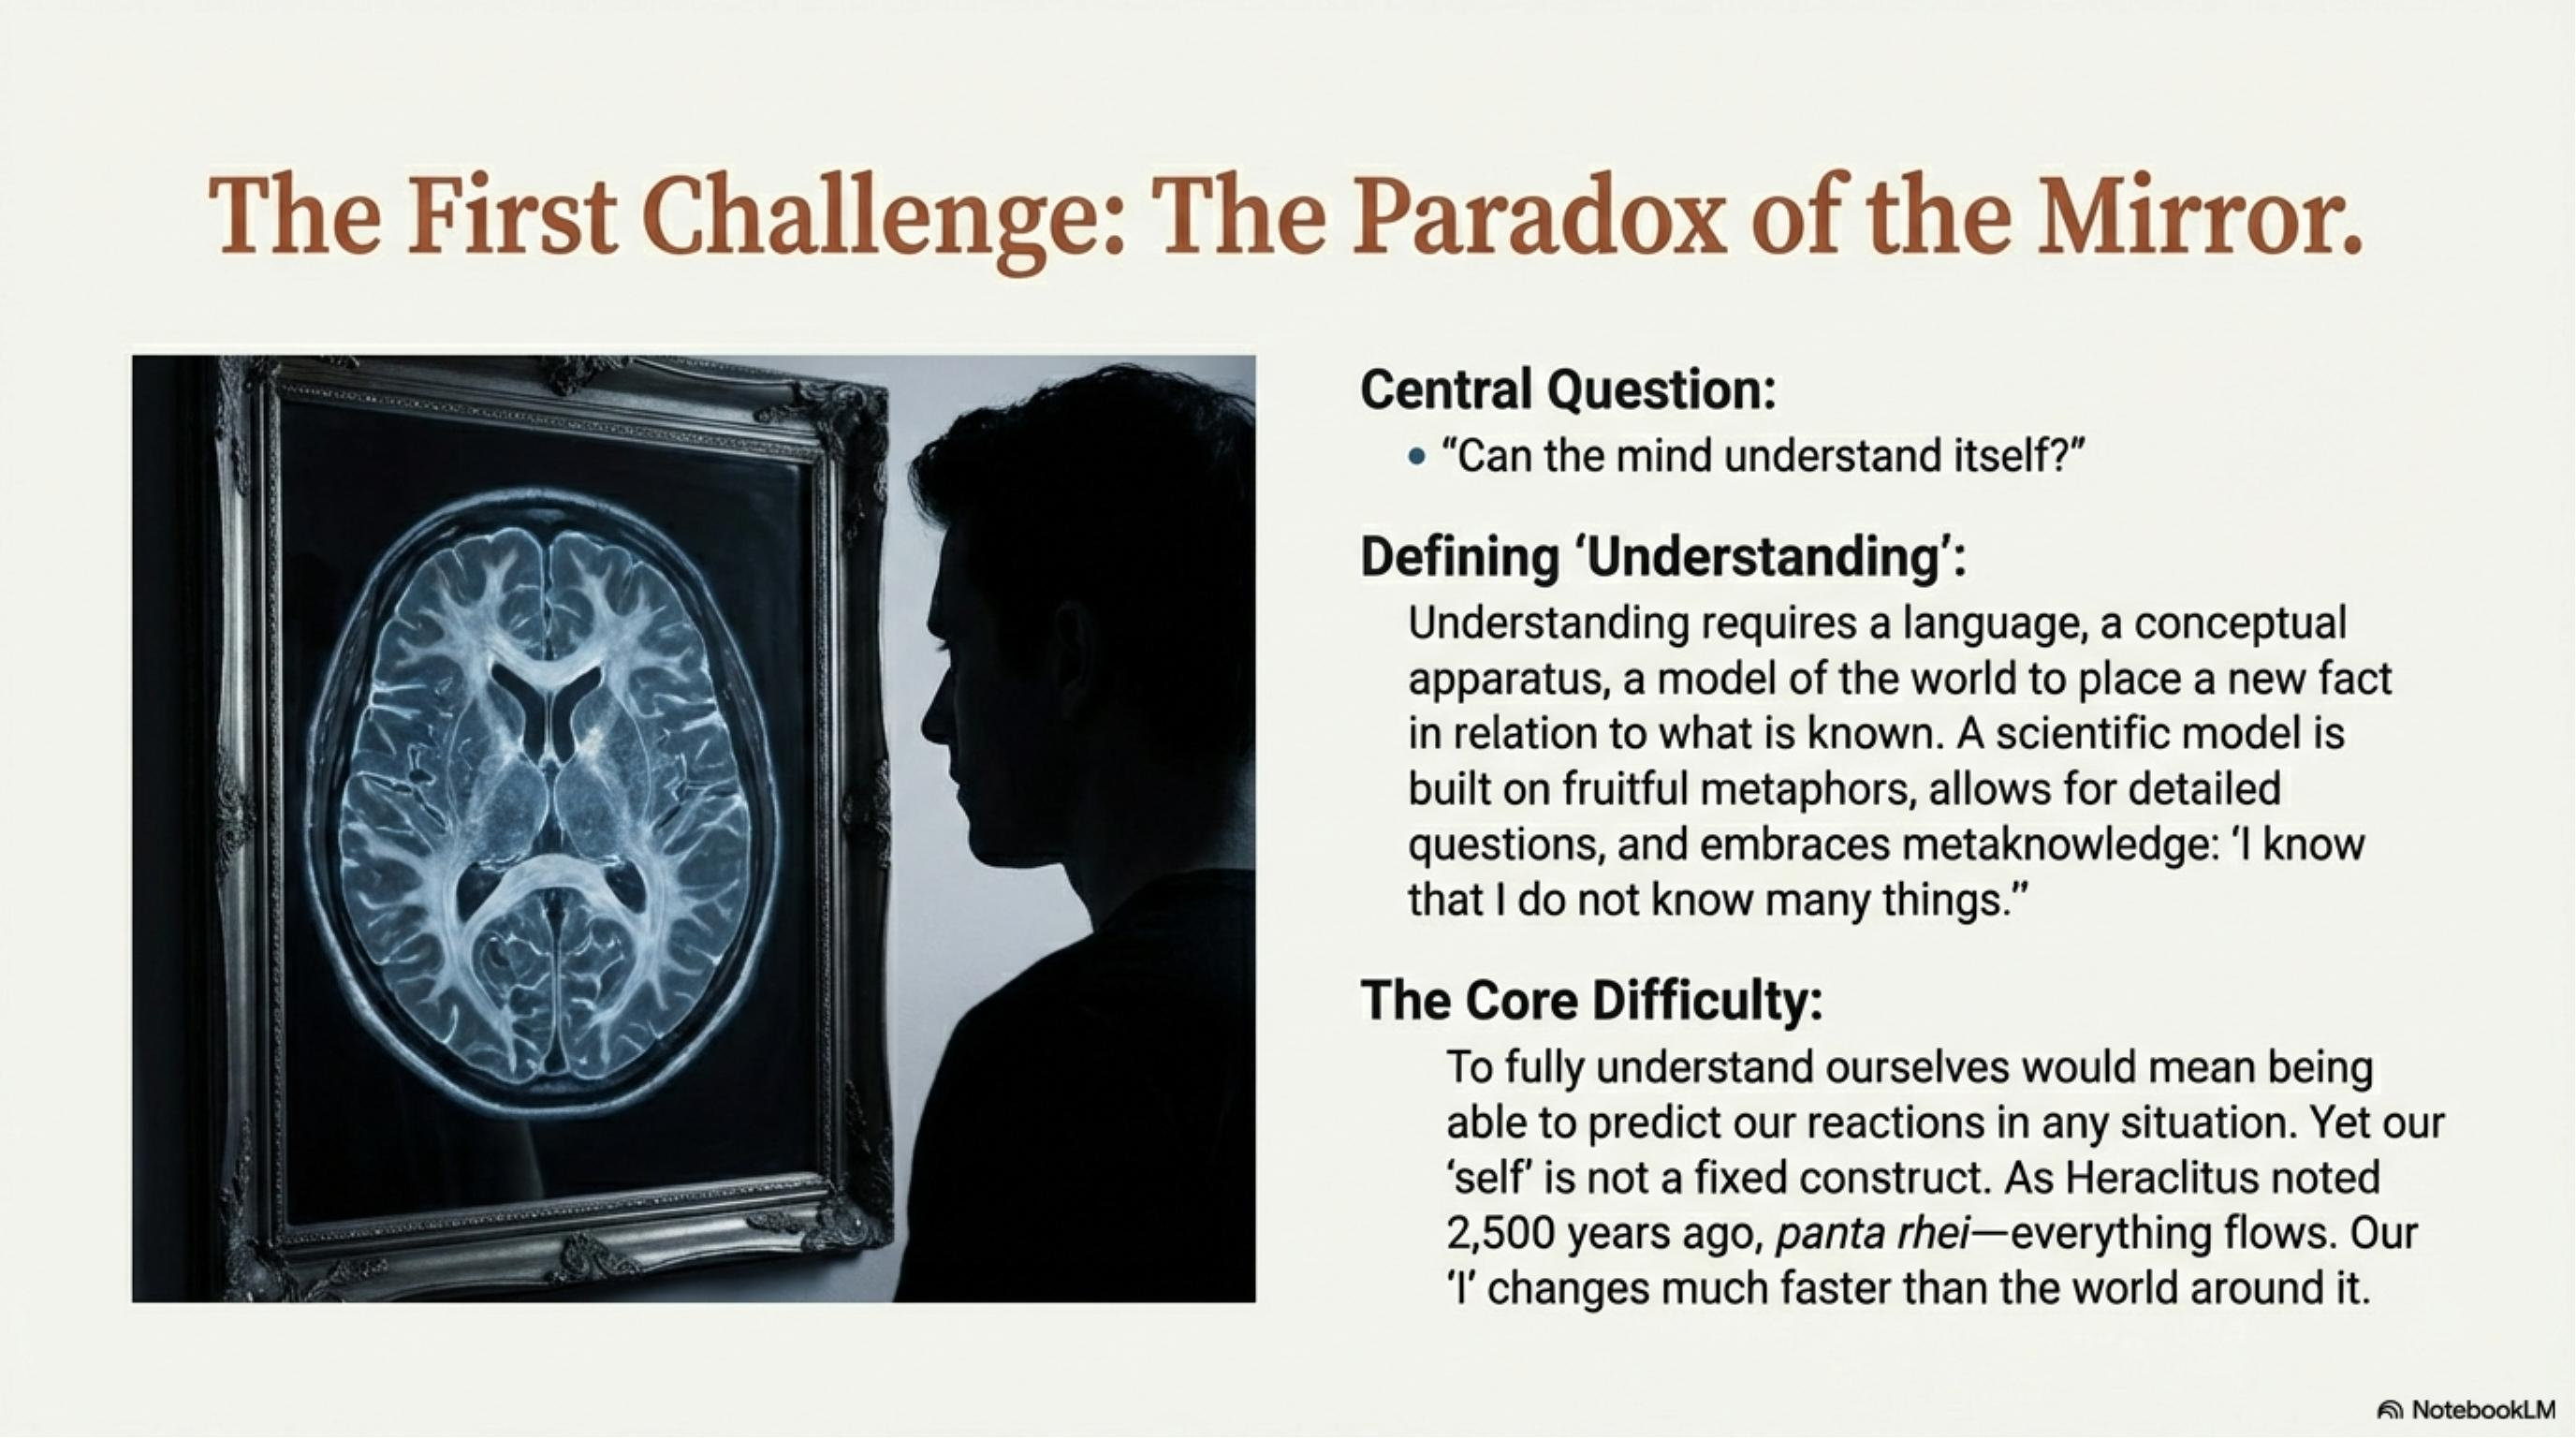 The First Challenge: The Paradox of the Mirror.
Central Question:
• “Can the mind understand itself?”
Defining ‘Understanding’:
Understanding requires a language, a conceptual
apparatus, a model of the world to place a new fact
in relation to what is known. A scientific model is
built on fruitful metaphors, allows for detailed
questions, and embraces metaknowledge: ‘I know
that I do not know many things.”
The Core Difficulty:
To fully understand ourselves would mean being
able to predict our reactions in any situation. Yet our
‘self’ is not a fixed construct. As Heraclitus noted
2,500 years ago, panta rhei—everything flows. Our
‘I’ changes much faster than the world around it.
NotebookLM